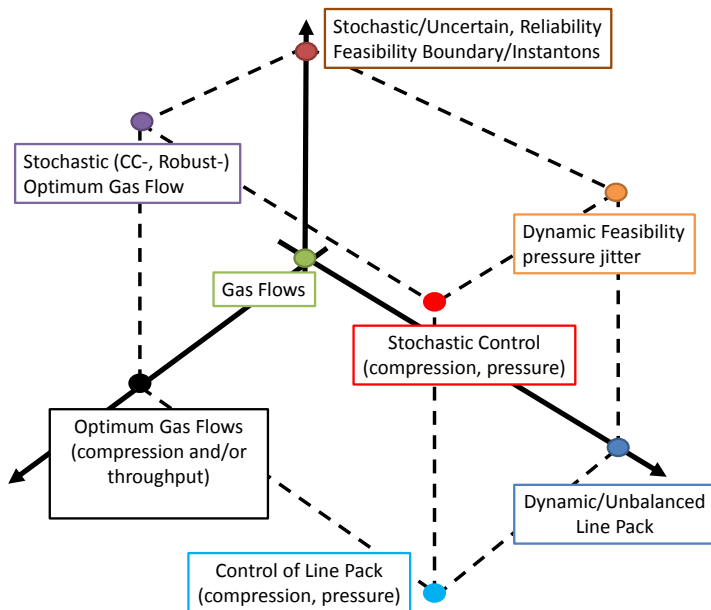 Stochastic/Uncertain, Reliability
Feasibility Boundary/Instantons
Stochastic (CC-, Robust-)
Optimum Gas Flow
Dynamic Feasibility
pressure jitter
Gas Flows
Stochastic Control
(compression, pressure)
Optimum Gas Flows
(compression and/or
throughput)
Dynamic/Unbalanced
Line Pack
Control of Line Pack
(compression, pressure)